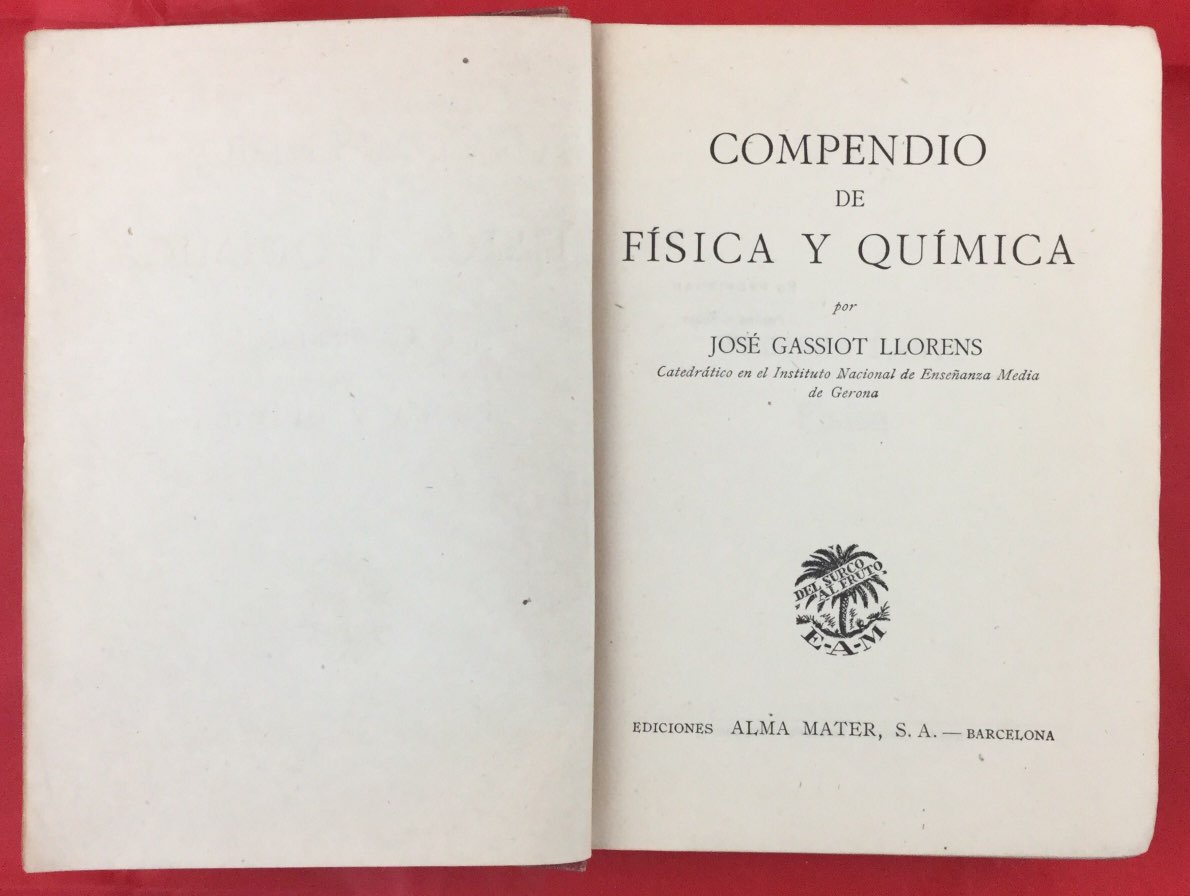 COMPENDIO
DE
FÍSICA Y QUÍMICA
por
JOSÉ GASSIOT LLORENS
Catedrático en el Instituto Nacional de Enseñanza Media
de Gerona
DEL SURCO
AL FRUTO
E-A-M
EDICIONES ALMA MATER, S. A. — BARCELONA